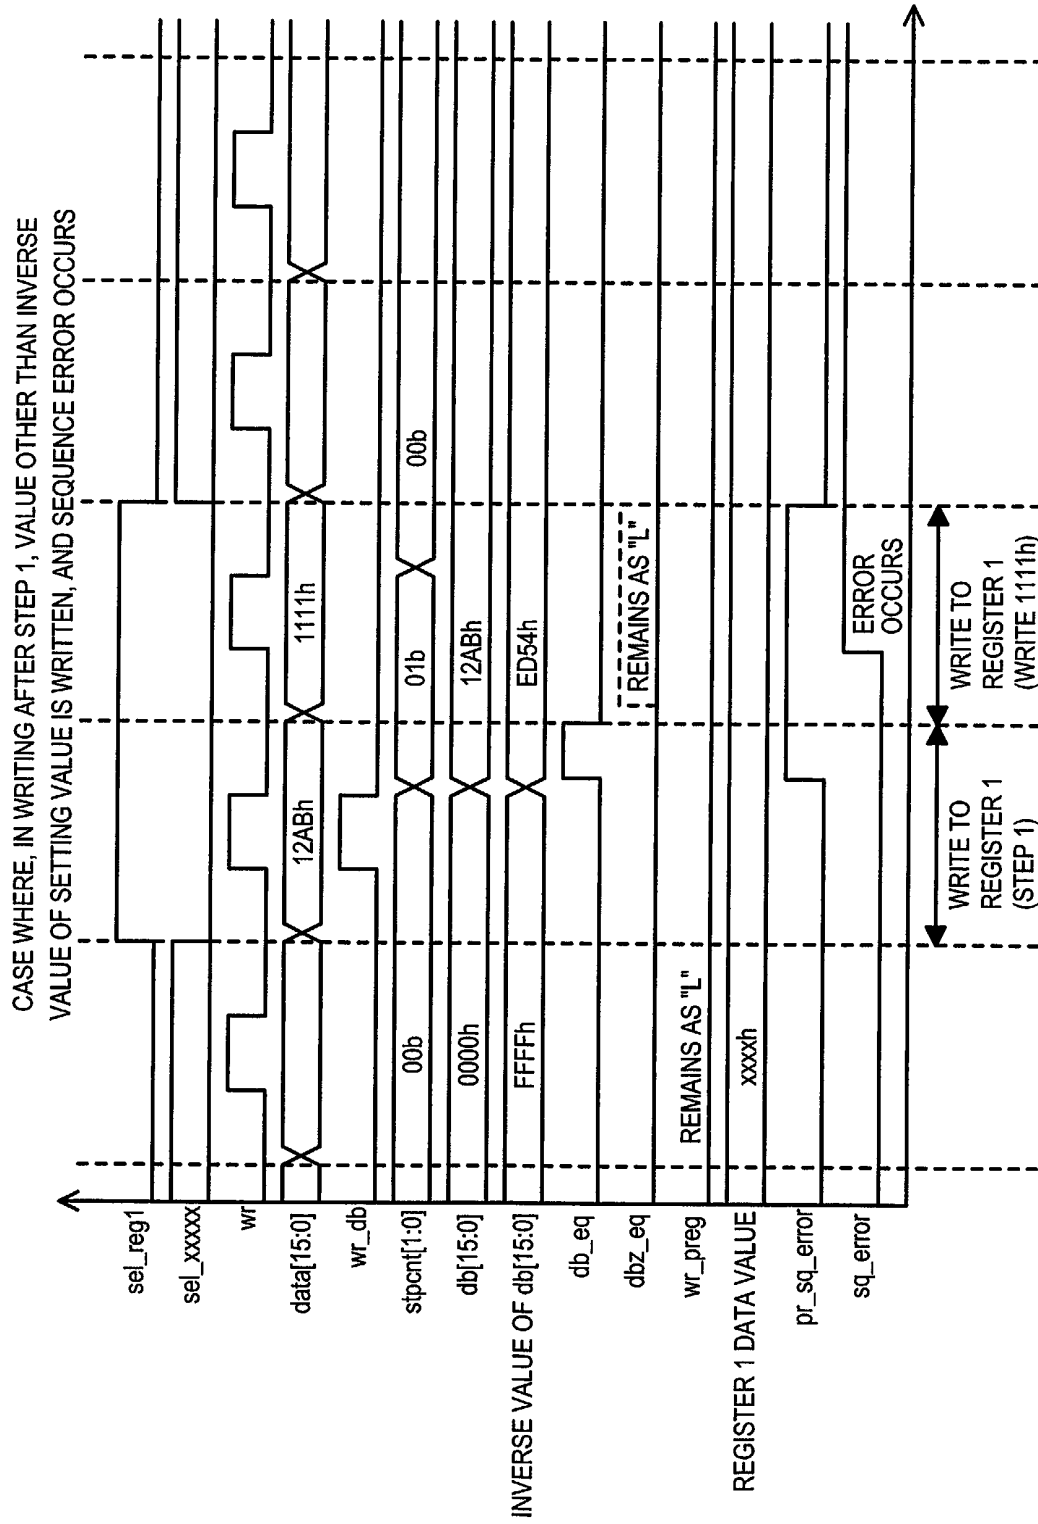 CASE WHERE, IN WRITING AFTER STEP 1, VALUE OTHER THAN INVERSE
VALUE OF SETTING VALUE IS WRITTEN, AND SEQUENCE ERROR OCCURS
sel_reg1
sel_xxxxx
wr
data[15:0]
12ABh
1111h
wr_db
stpcnt[1:0]
00b
01b
00b
db[15:0]
0000h
12ABh
INVERSE VALUE OF db[15:0]
FFFFh
ED54h
db_eq
dbz_eq
REMAINS AS "L"
wr_preg
REMAINS AS "L"
REGISTER 1 DATA VALUE
xxxxh
pr_sq_error
sq_error
ERROR
OCCURS
WRITE TO
REGISTER 1
(STEP 1)
WRITE TO
REGISTER 1
(WRITE 1111h)